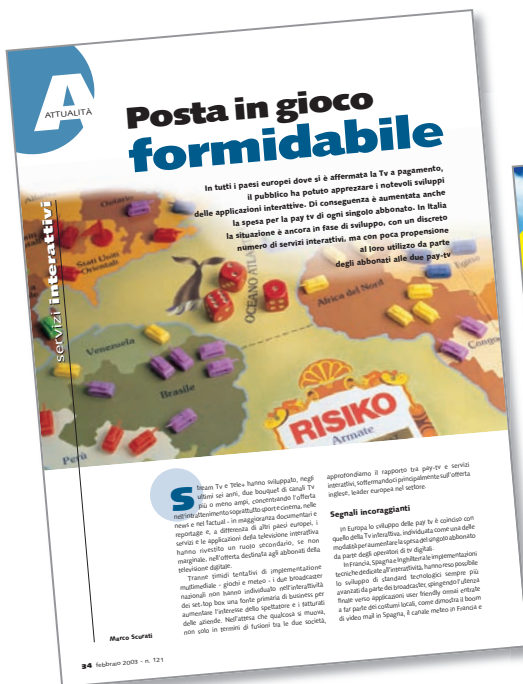 A
ATTUALITÀ
Posta in gioco
formidabile
In tutti i paesi europei dove si è affermata la Tv a pagamento,
il pubblico ha potuto apprezzare i notevoli sviluppi
delle applicazioni interattive. Di conseguenza è aumentata anche
la spesa per la pay tv di ogni singolo abbonato. In Italia
la situazione è ancora in fase di sviluppo, con un discreto
numero di servizi interattivi, ma con poca propensione
al loro utilizzo da parte
degli abbonati alle due pay-tv
servizi interattivi
Ontario
Stati Uniti
Orientali
OCEANO ATLANT
Africa del Nord
Egitto
Congo
Venezuela
Brasile
Perù
RISIKO
Armate
Stream Tv e Tele+ hanno sviluppato, negli
ultimi sei anni, due bouquet di canali Tv
più o meno ampi, concentrando l'offerta
nell'intrattenimento soprattutto sport e cinema, nelle
news e nel factual - in maggioranza documentari e
reportage e, a differenza di altri paesi europei, i
servizi e le applicazioni della televisione interattiva
hanno rivestito un ruolo secondario, se non
marginale, nell'offerta destinata agli abbonati della
televisione digitale.
Tranne timidi tentativi di implementazione
multimediale - giochi e meteo - i due broadcaster
nazionali non hanno individuato nell'interattività
dei set-top box una fonte primaria di business per
aumentare l'interesse dello spettatore e i fatturati
delle aziende. Nell'attesa che qualcosa si muova,
non solo in termini di fusioni tra le due società,
approfondiamo il rapporto tra pay-tv e servizi
interattivi, soffermandoci principalmente sull'offerta
inglese, leader europea nel settore.
Segnali incoraggianti
In Europa lo sviluppo delle pay tv è coinciso con
quello della Tv interattiva, individuata come una delle
modalità per aumentare la spesa del singolo abbonato
da parte degli operatori di tv digitali.
In Francia, Spagna e Inghilterra le implementazioni
tecniche dedicate all'interattività, hanno reso possibile
lo sviluppo di standard tecnologici sempre più
avanzati da parte dei broadcaster, spingendo l'utenza
finale verso applicazioni user friendly ormai entrate
a far parte dei costumi locali, come dimostra il boom
di video mail in Spagna, il canale meteo in Francia e
Marco Scurati
34 febbraio 2003 - n. 121